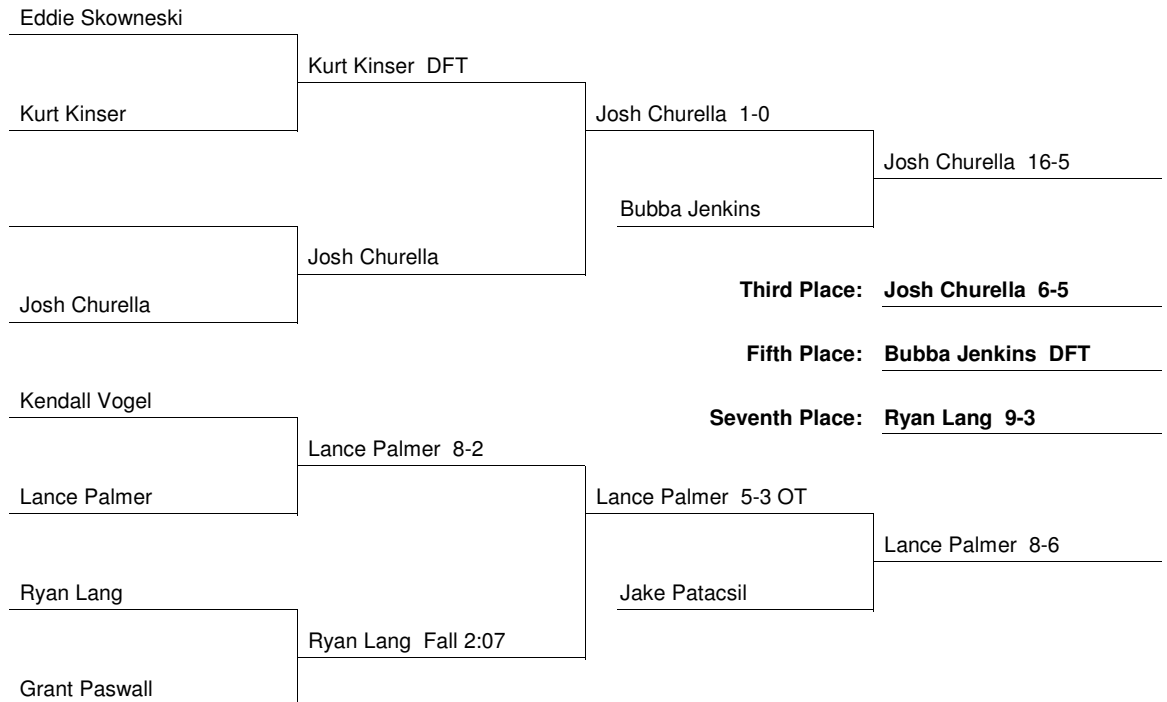 Eddie Skowneski
Kurt Kinser DFT
Kurt Kinser
Josh Churella 1-0
Josh Churella 16-5
Bubba Jenkins
Josh Churella
Third Place: Josh Churella 6-5
Josh Churella
Fifth Place: Bubba Jenkins DFT
Kendall Vogel
Seventh Place: Ryan Lang 9-3
Lance Palmer 8-2
Lance Palmer
Lance Palmer 5-3 OT
Lance Palmer 8-6
Ryan Lang
Jake Patacsil
Ryan Lang Fall 2:07
Grant Paswall